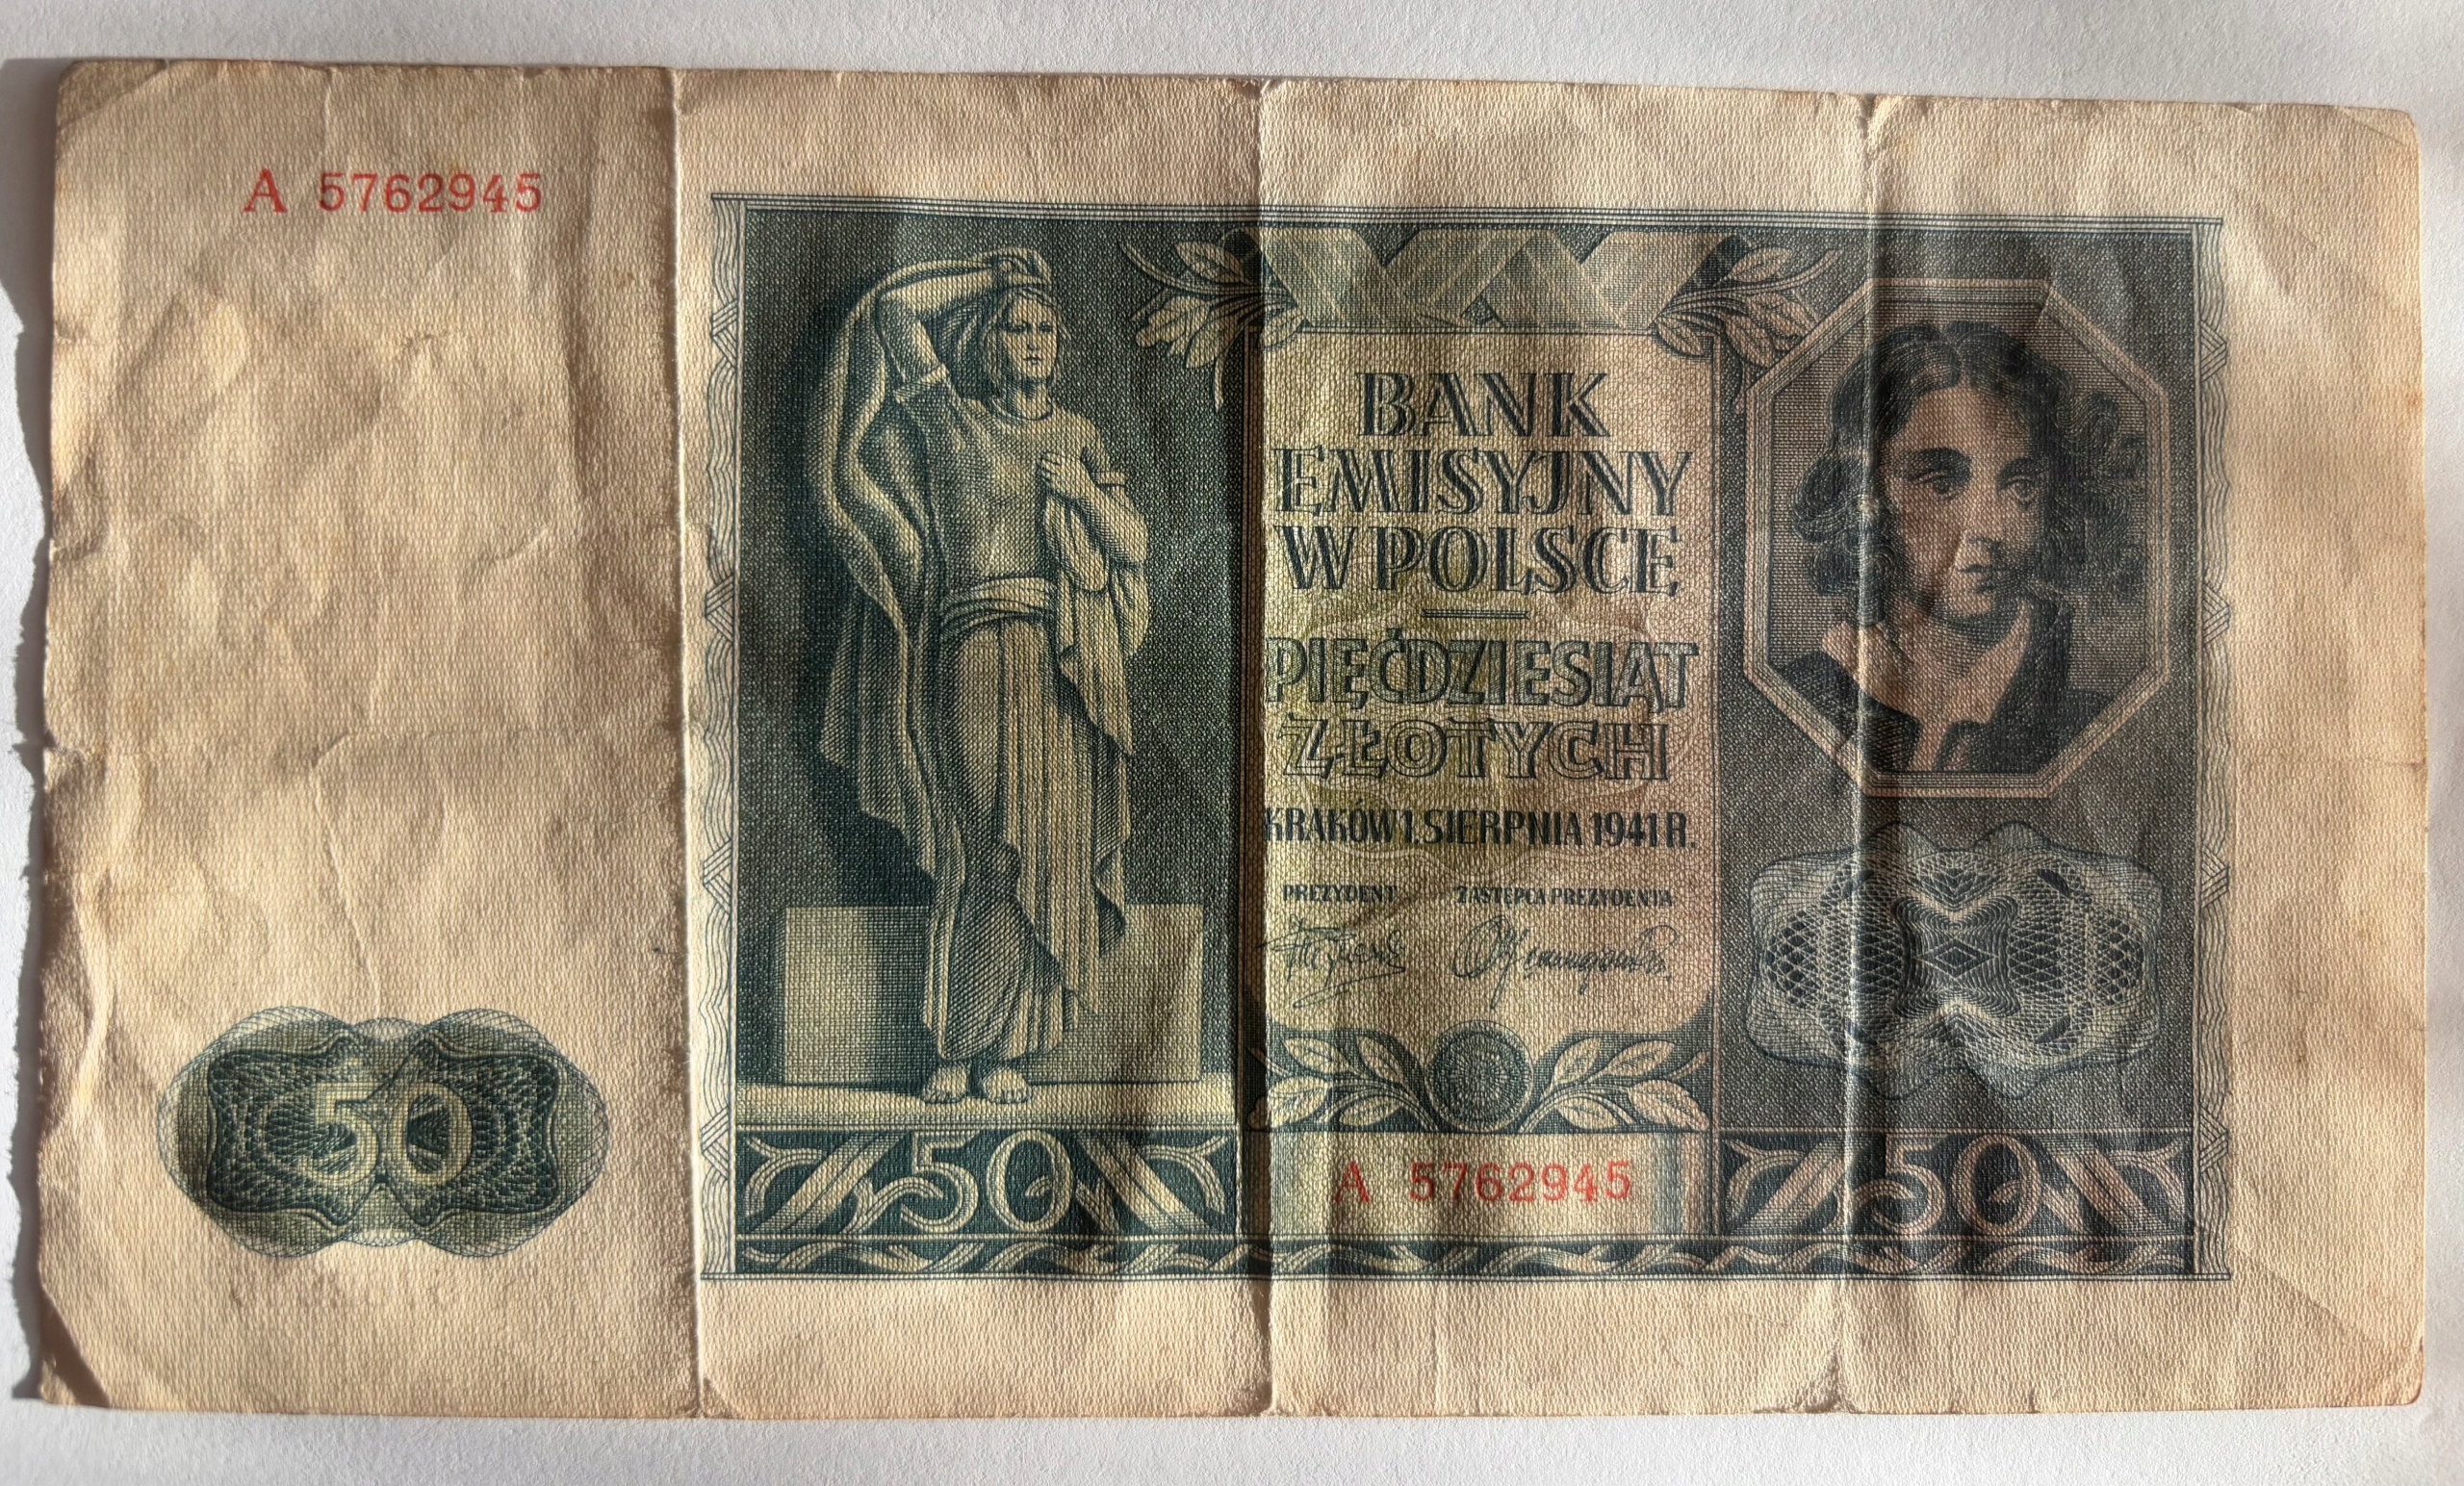 A 5762945
BANK
EMISYJNY
W POLSCE
PIĘĆDZIESIĄT
ZŁOTYCH
KRAKÓW 1. SIERPNIA 1941 R.
PREZYDENT ZASTĘPCA PREZYDENTA
50
50
A 5762945
50